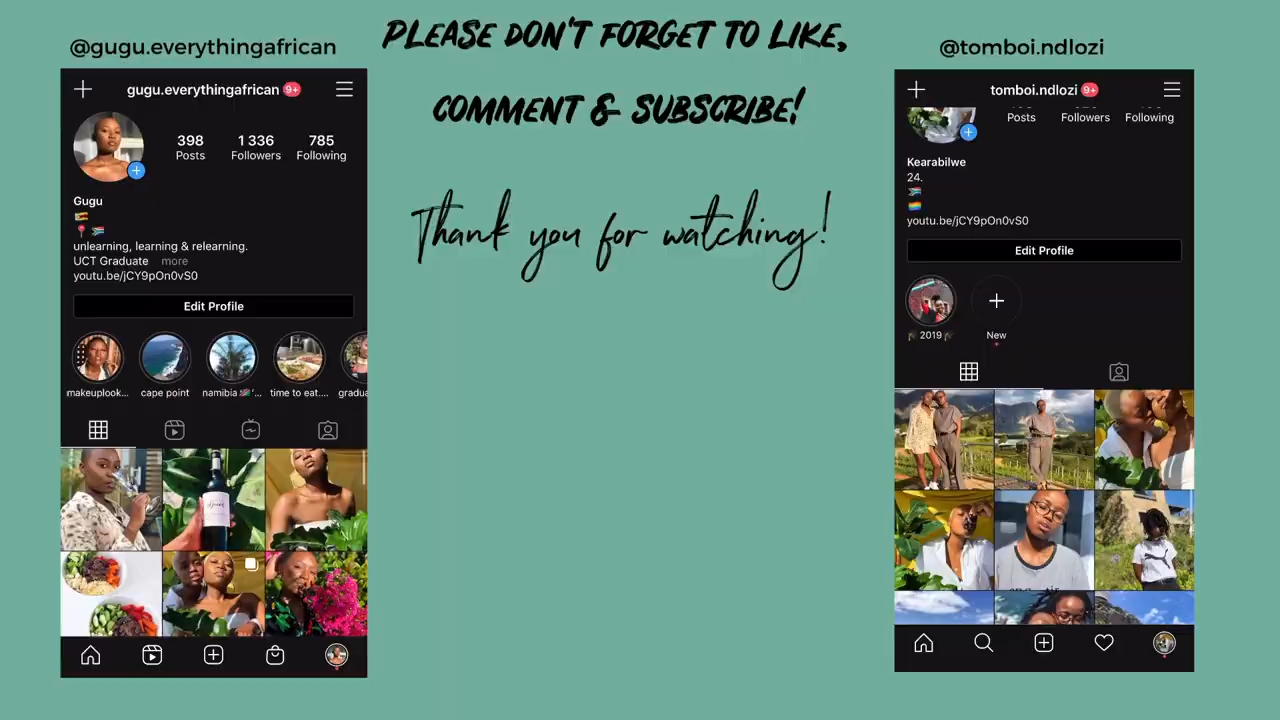 @gugu.everythingafrican
gugu.everythingafrican 9+
398 1 336 785
Posts Followers Following
Gugu
unlearning, learning & relearning.
UCT Graduate more
youtu.be/jCY9pOn0vS0
Edit Profile
makeuplook... cape point namibia '... time to eat.... gradua
PLEASE DON'T FORGET TO LIKE,
COMMENT & SUBSCRIBE!
Thank you for watching!
@tomboi.ndlozi
tomboi.ndlozi 9+
Posts Followers Following
Kearabilwe
24.
youtu.be/jCY9pOn0vS0
Edit Profile
2019 New